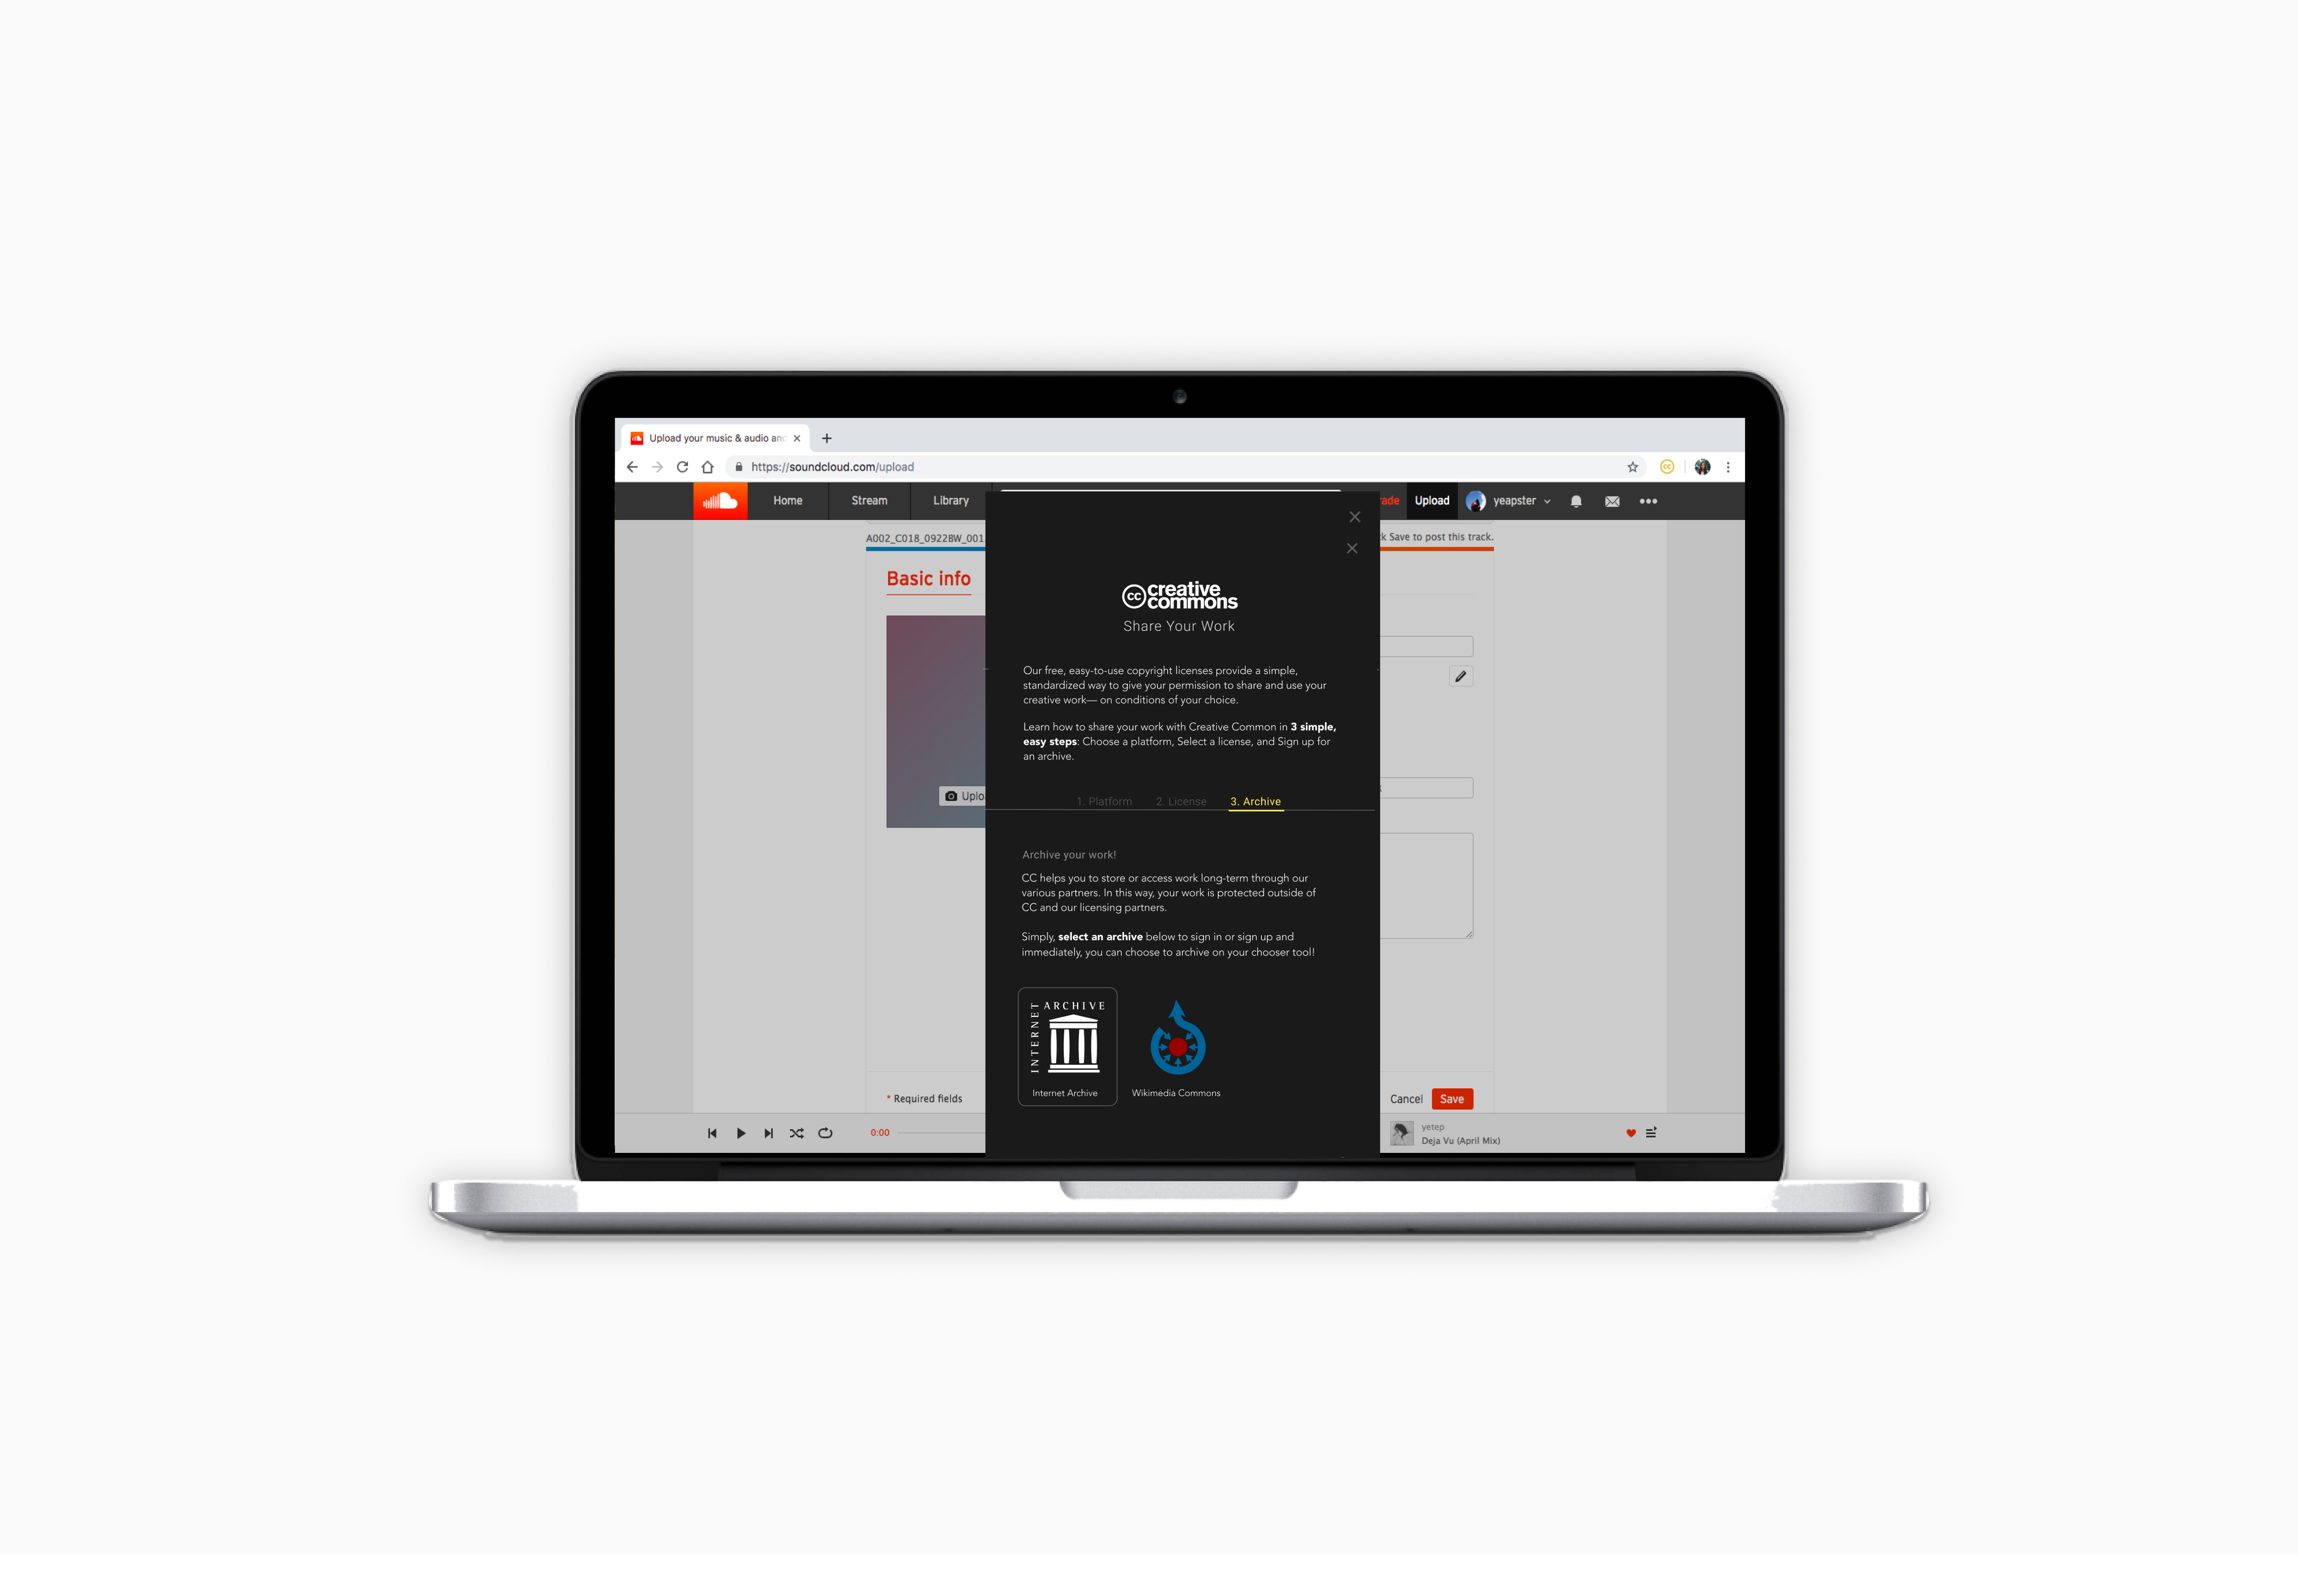 Upload your music & audio and
https://soundcloud.com/upload
Home
Stream
Library
Upload
yeapster
A002_C018_0922BW_001
Save to post this track.
Basic info
cc creative
commons
Share Your Work
Our free, easy-to-use copyright licenses provide a simple,
standardized way to give your permission to share and use your
creative work— on conditions of your choice.
Learn how to share your work with Creative Common in 3 simple,
easy steps: Choose a platform, Select a license, and Sign up for
an archive.
1. Platform
2. License
3. Archive
Archive your work!
CC helps you to store or access work long-term through our
various partners. In this way, your work is protected outside of
CC and our licensing partners.
Simply, select an archive below to sign in or sign up and
immediately, you can choose to archive on your chooser tool!
INTERNET
ARCHIVE
Internet Archive
Wikimedia Commons
* Required fields
Cancel
Save
0:00
yetep
Deja Vu (April Mix)